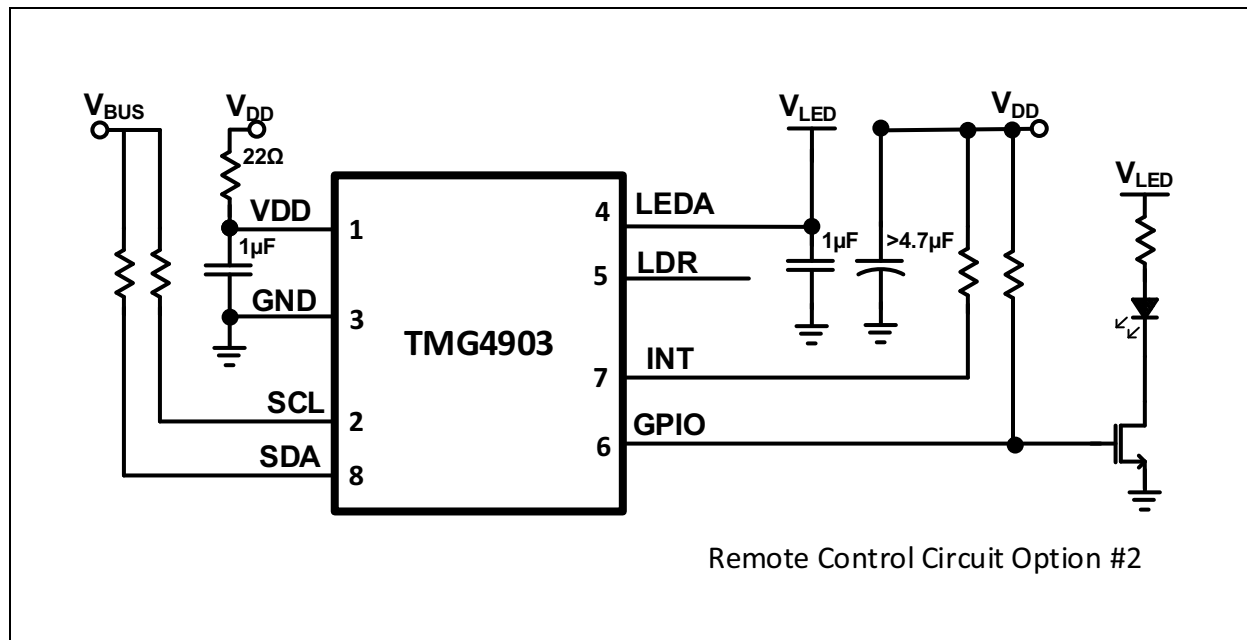 VBUS
VDD
22Ω
VDD
1
1µF
GND
3
SCL
2
SDA
8
TMG4903
4
LEDA
5
LDR
7
INT
6
GPIO
VLED
1µF
>4.7µF
VDD
VLED
Remote Control Circuit Option #2